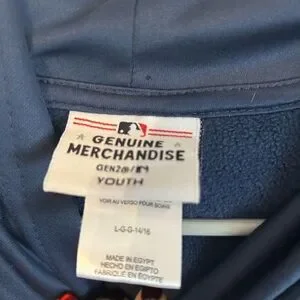 GENUINE
MERCHANDISE
GEN2®/
YOUTH
VOIR AU VERSO POUR SOINS
L-G-G-14/16
MADE IN EGYPT
HECHO EN EGIPTO
FABRIQUÉ EN ÉGYPTE